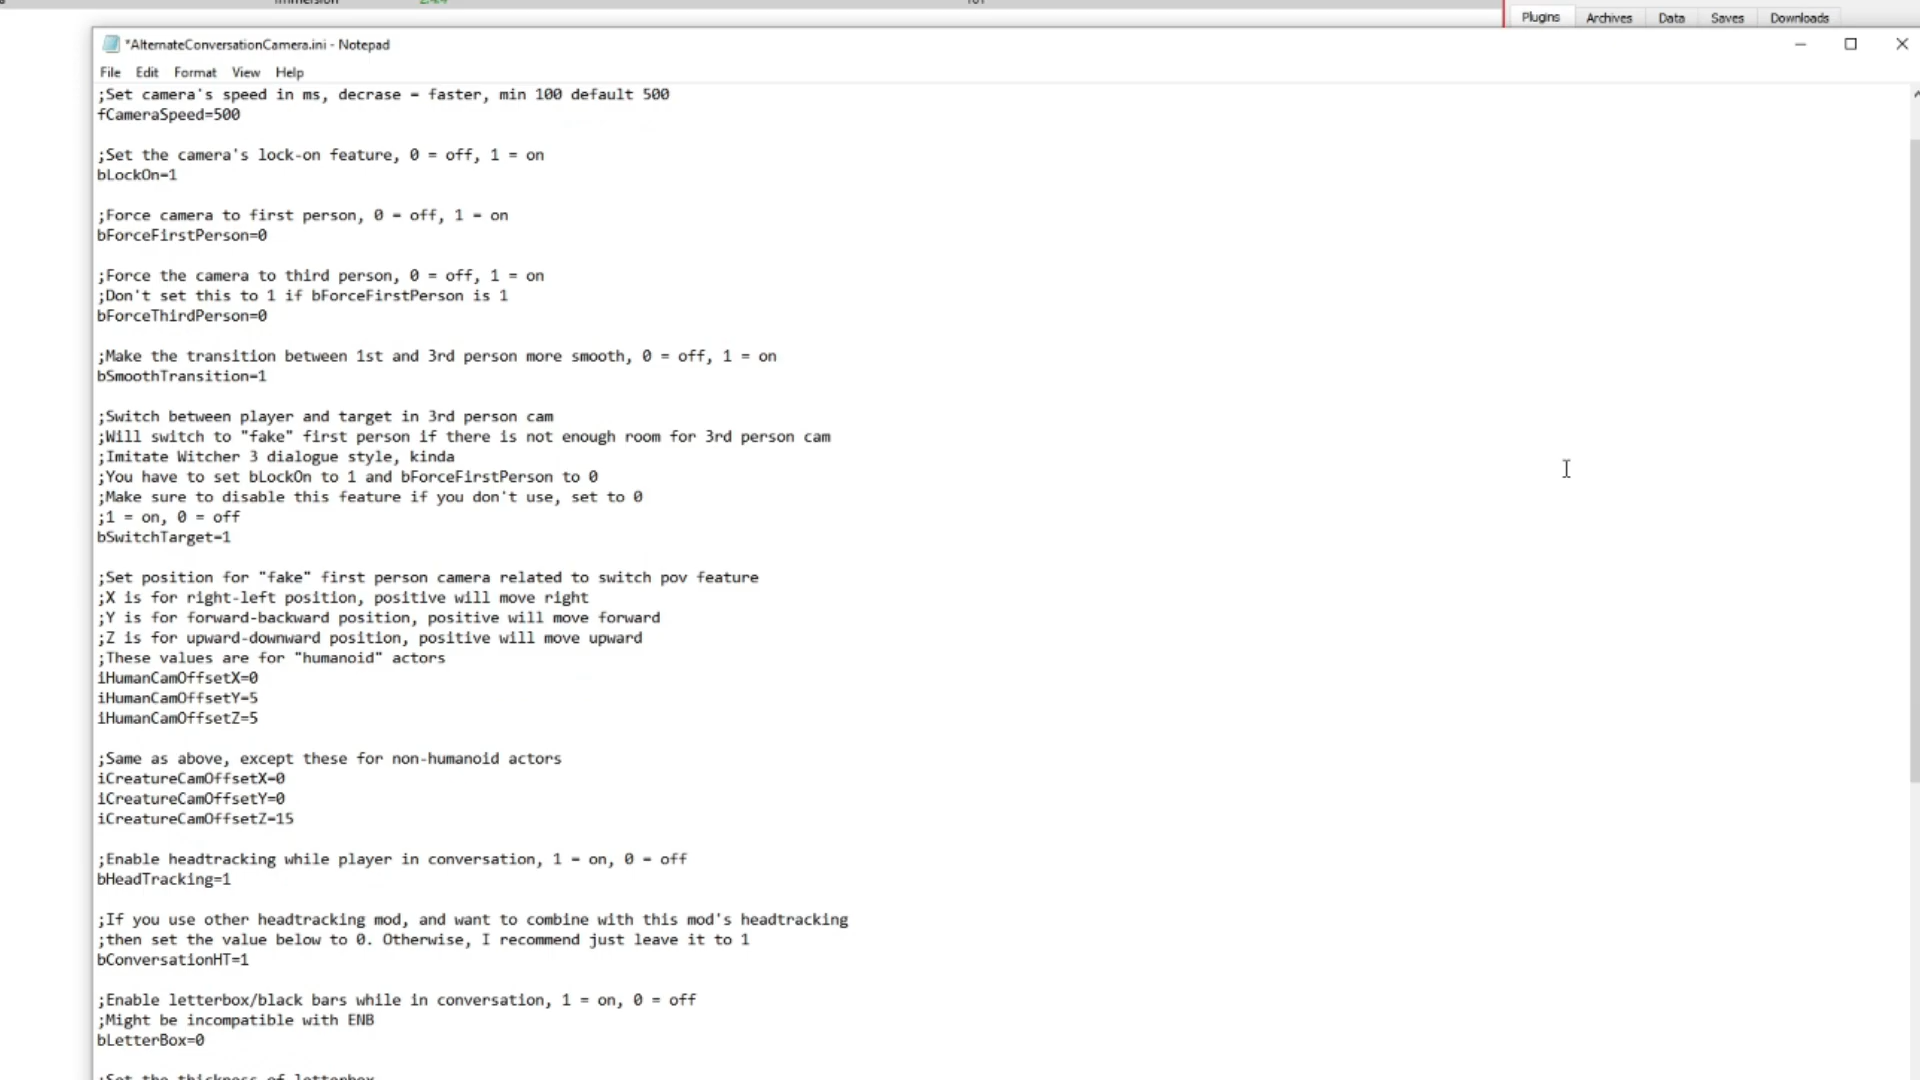 Immersion
Plugins Archives Data Saves Downloads
*AlternateConversationCamera.ini - Notepad
File Edit Format View Help
;Set camera's speed in ms, decrase = faster, min 100 default 500
fCameraSpeed=500
;Set the camera's lock-on feature, 0 = off, 1 = on
bLockOn=1
;Force camera to first person, 0 = off, 1 = on
bForceFirstPerson=0
;Force the camera to third person, 0 = off, 1 = on
;Don't set this to 1 if bForceFirstPerson is 1
bForceThirdPerson=0
;Make the transition between 1st and 3rd person more smooth, 0 = off, 1 = on
bSmoothTransition=1
;Switch between player and target in 3rd person cam
;Will switch to "fake" first person if there is not enough room for 3rd person cam
;Imitate Witcher 3 dialogue style, kinda
;You have to set bLockOn to 1 and bForceFirstPerson to 0
;Make sure to disable this feature if you don't use, set to 0
;1 = on, 0 = off
bSwitchTarget=1
;Set position for "fake" first person camera related to switch pov feature
;X is for right-left position, positive will move right
;Y is for forward-backward position, positive will move forward
;Z is for upward-downward position, positive will move upward
;These values are for "humanoid" actors
iHumanCamOffsetX=0
iHumanCamOffsetY=5
iHumanCamOffsetZ=5
;Same as above, except these for non-humanoid actors
iCreatureCamOffsetX=0
iCreatureCamOffsetY=0
iCreatureCamOffsetZ=15
;Enable headtracking while player in conversation, 1 = on, 0 = off
bHeadTracking=1
;If you use other headtracking mod, and want to combine with this mod's headtracking
;then set the value below to 0. Otherwise, I recommend just leave it to 1
bConversationHT=1
;Enable letterbox/black bars while in conversation, 1 = on, 0 = off
;Might be incompatible with ENB
bLetterBox=0
;Set the thickness of letterbox